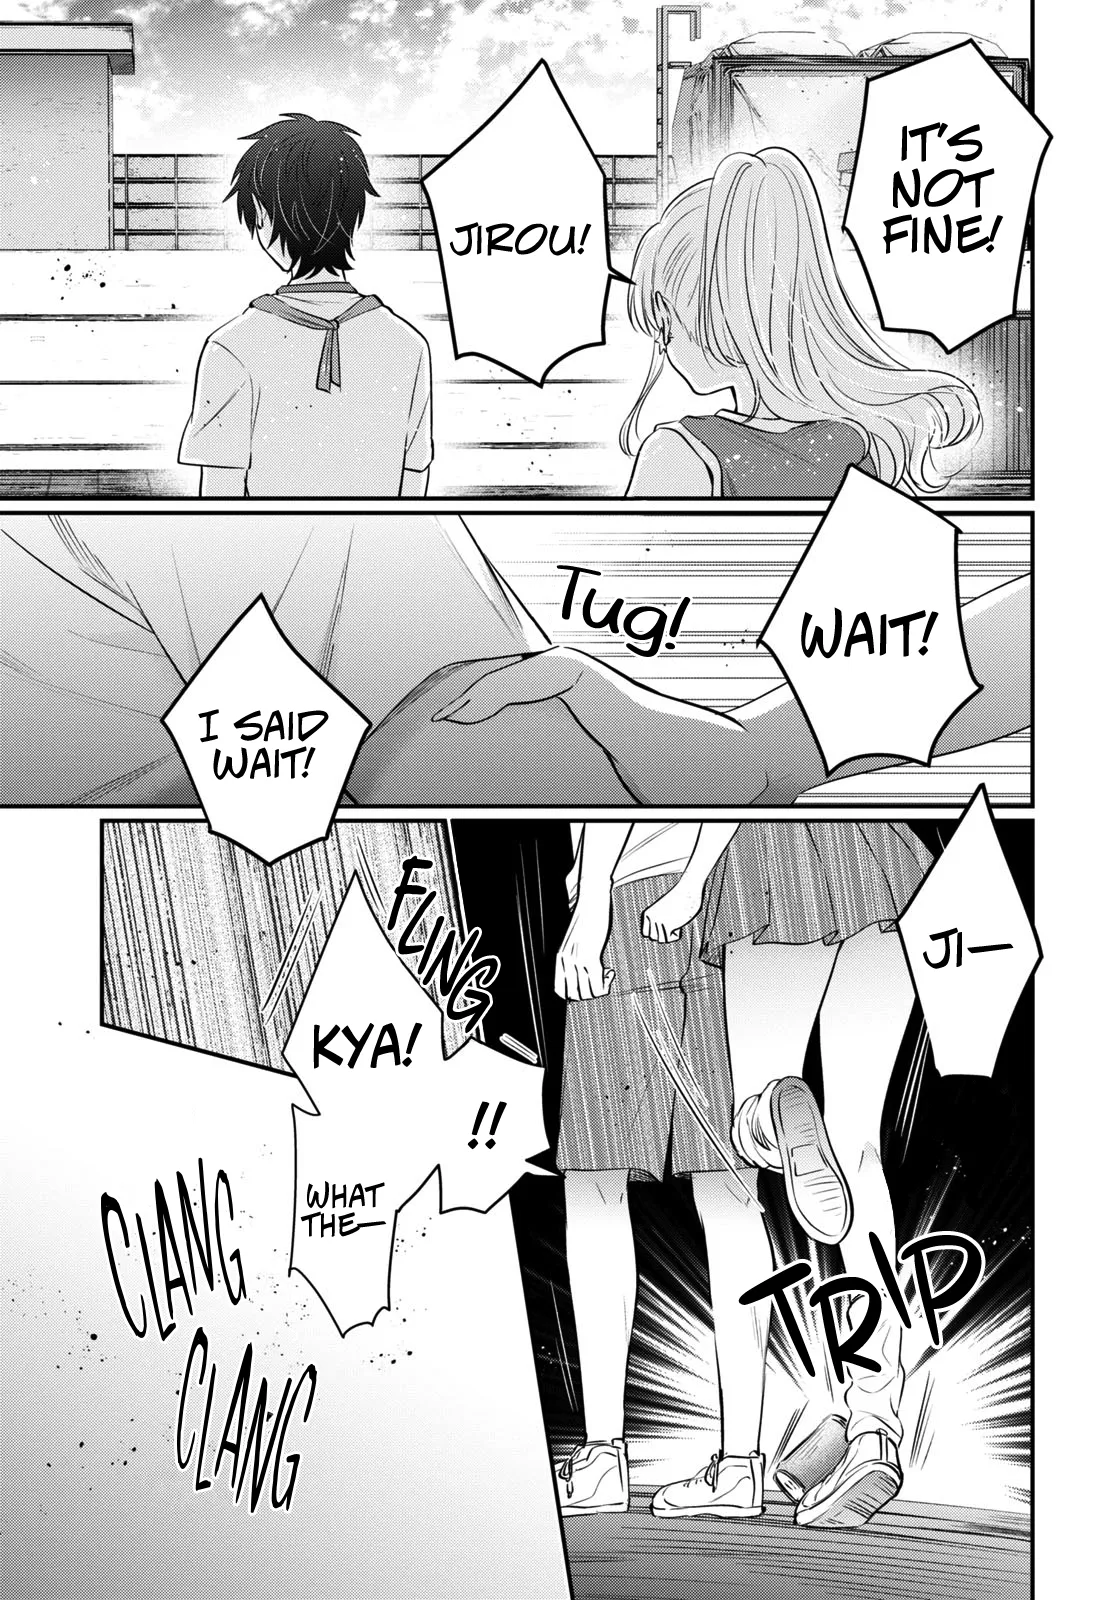 IT'S
NOT
FINE!
JIROU!
WAIT!
Tug!
I SAID
WAIT!
JI—
TRIP
FLING
KYA!
!!
WHAT
THE—
CLANG
CLANG